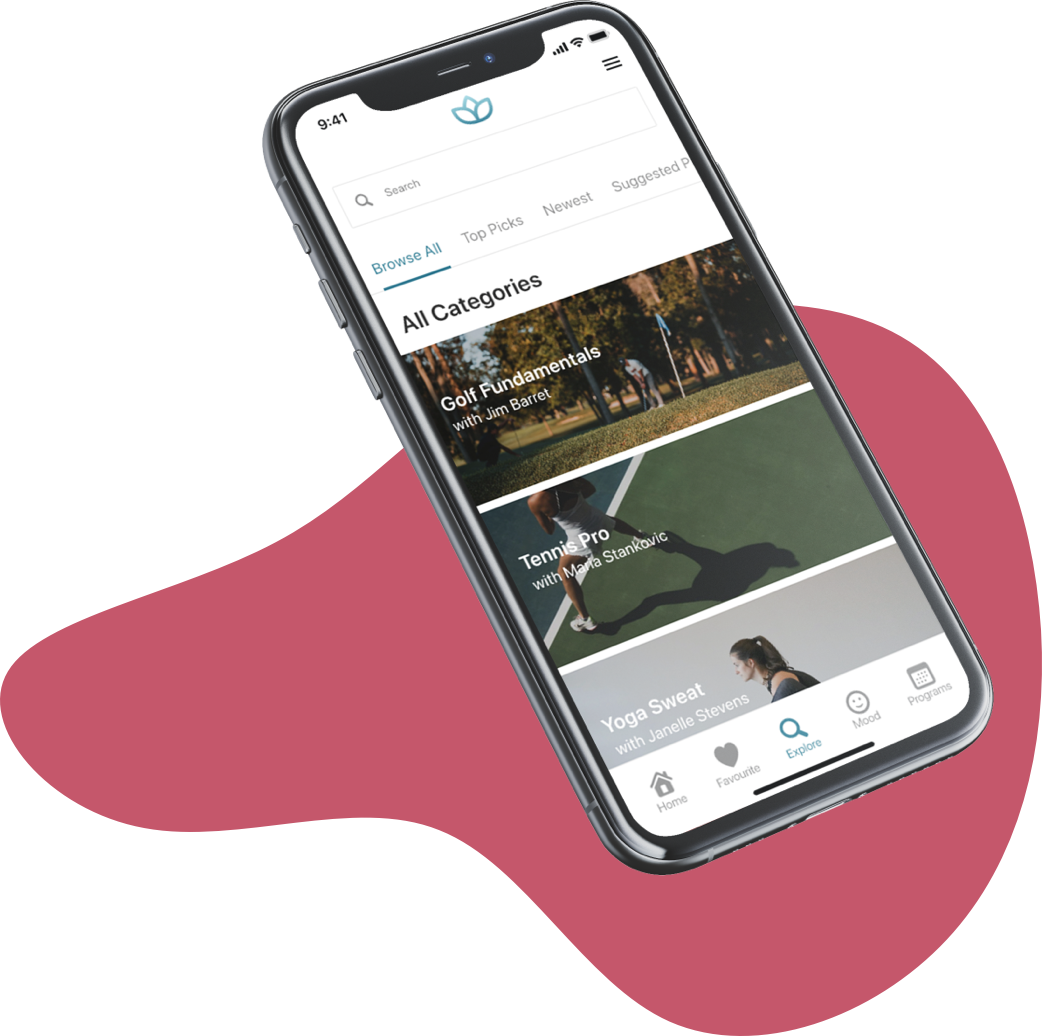 9:41
Search
Browse All Top Picks Newest Suggested P
All Categories
Golf Fundamentals
with Jim Barret
Tennis Pro
with Maria Stankovic
Yoga Sweat
with Janelle Stevens
Home Favourite Explore Mood Programs